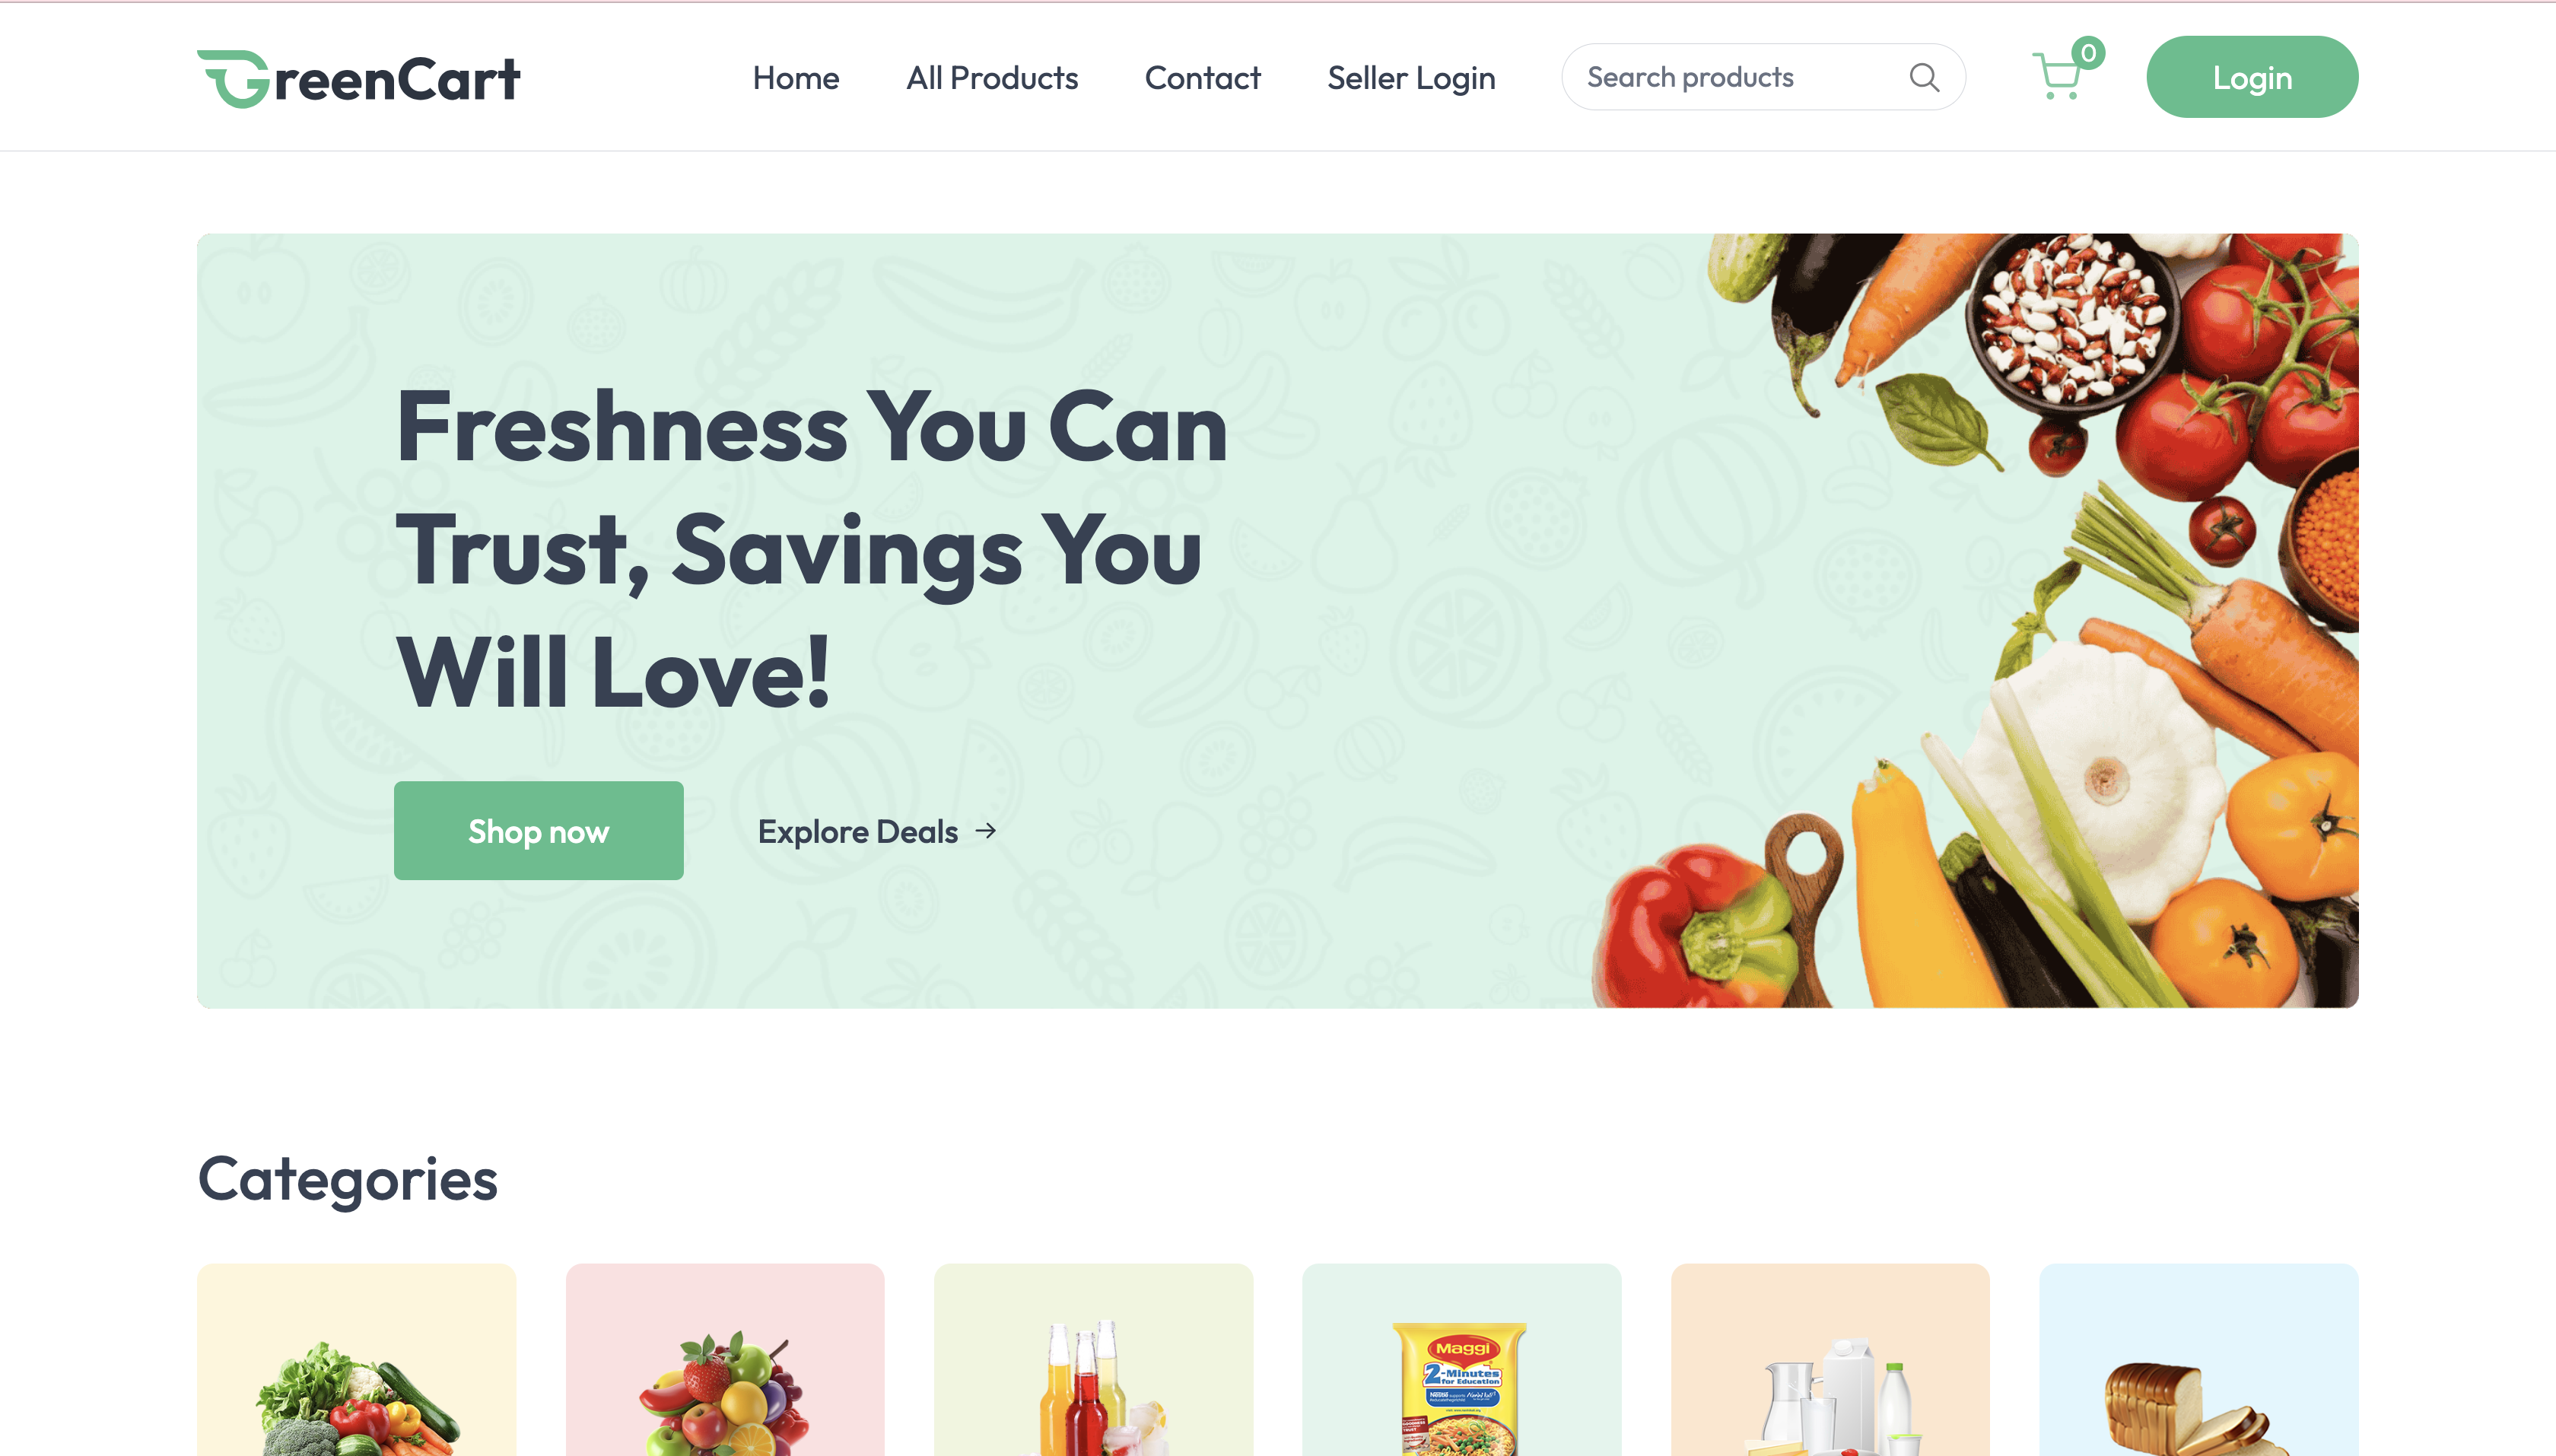 GreenCart
Home
All Products
Contact
Seller Login
Search products
0
Login
Freshness You Can
Trust, Savings You
Will Love!
Shop now
Explore Deals →
Categories
Maggi
2-Minutes
for Education